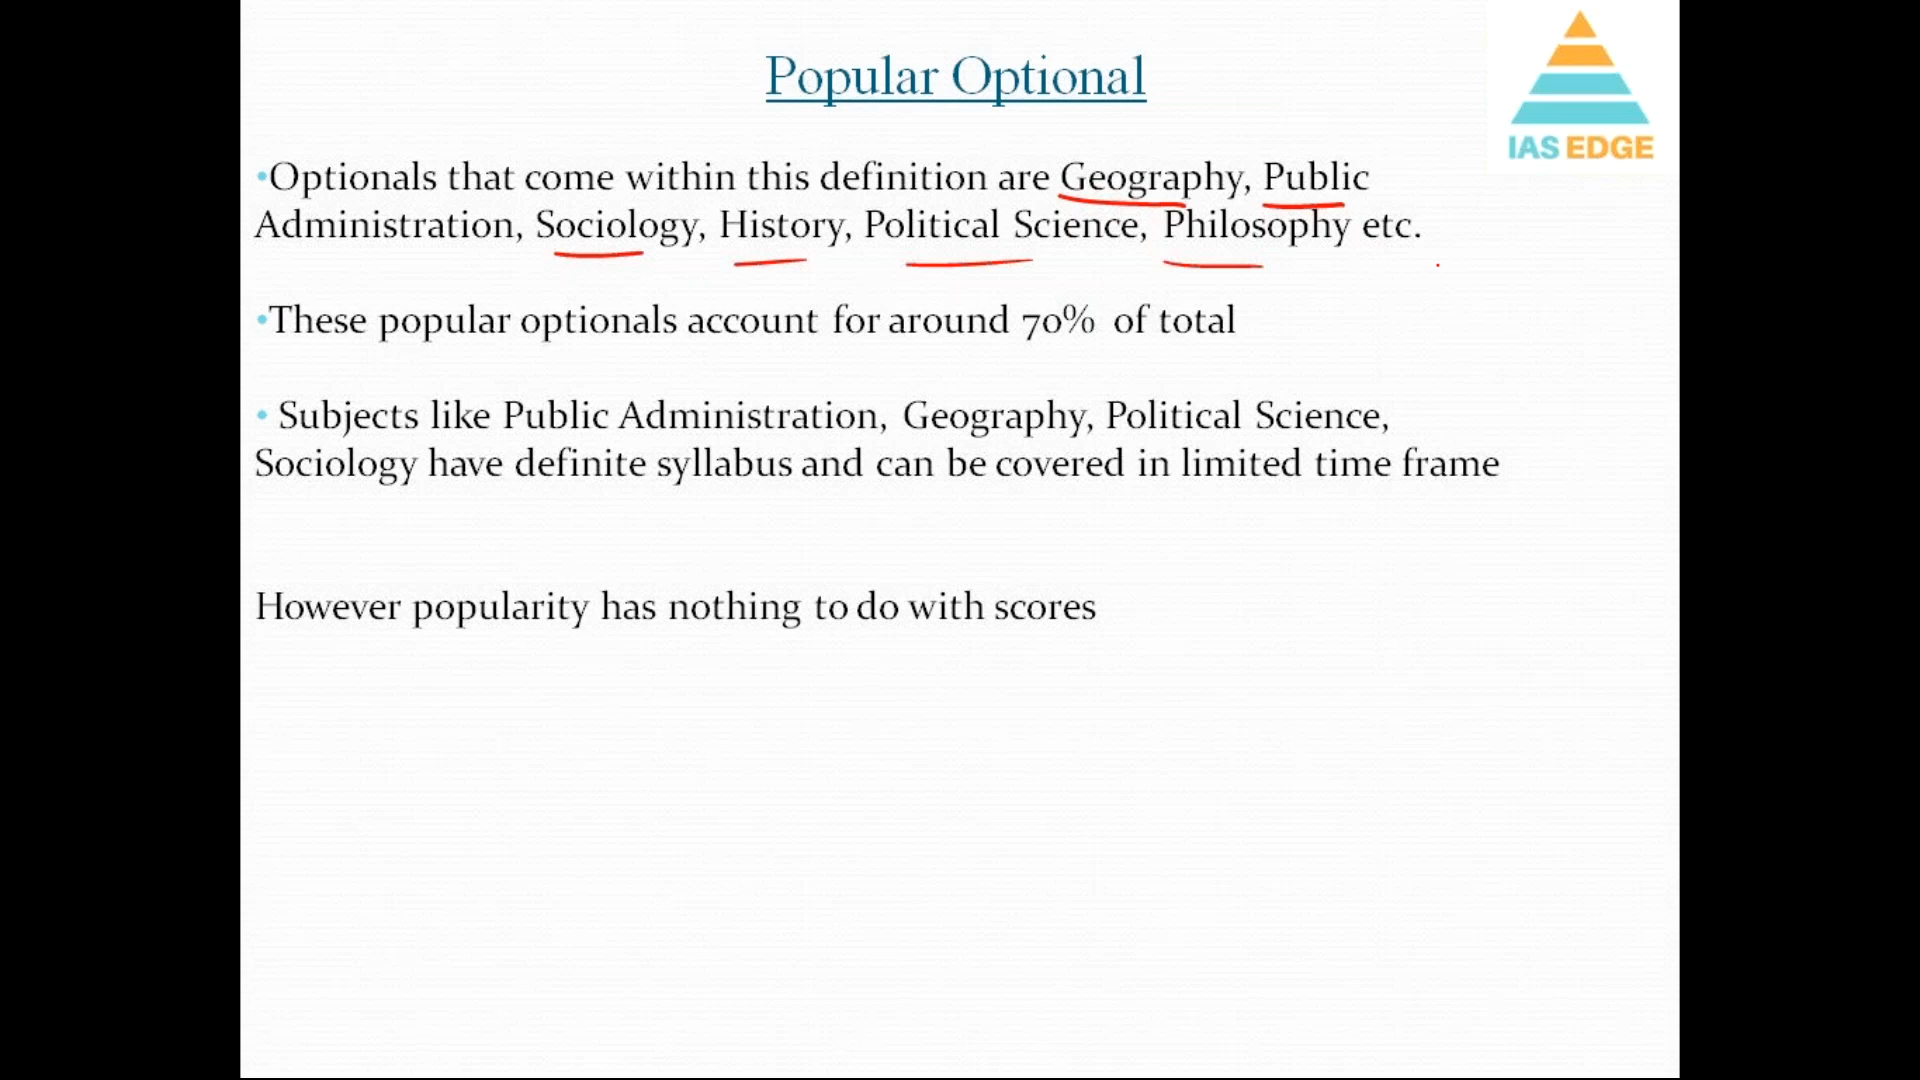 Popular Optional
IAS EDGE
•Optionals that come within this definition are Geography, Public
Administration, Sociology, History, Political Science, Philosophy etc.
•These popular optionals account for around 70% of total
• Subjects like Public Administration, Geography, Political Science,
Sociology have definite syllabus and can be covered in limited time frame
However popularity has nothing to do with scores